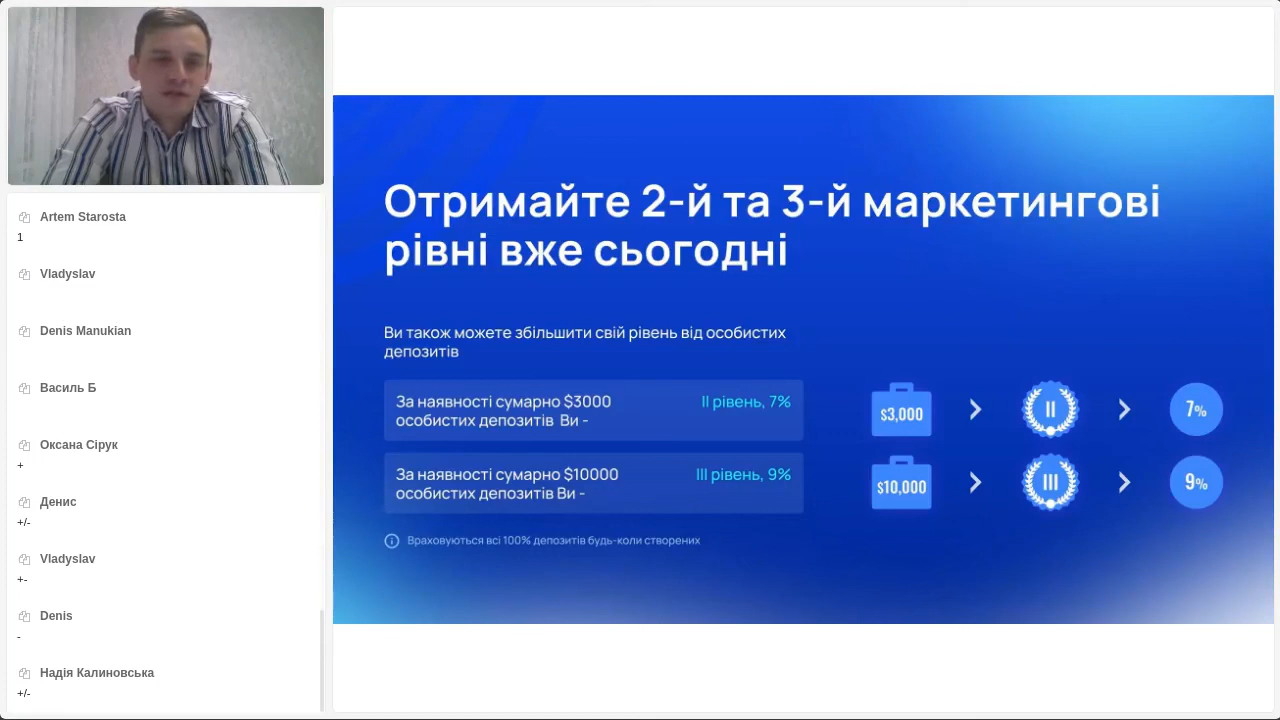 Artem Starosta
1
Vladyslav
Denis Manukian
Василь Б
Оксана Сірук
+
Денис
+/-
Vladyslav
+-
Denis
-
Надія Калиновська
+/-
Отримайте 2-й та 3-й маркетингові
рівні вже сьогодні
Ви також можете збільшити свій рівень від особистих
депозитів
За наявності сумарно $3000
особистих депозитів Ви -
II рівень, 7%
$3,000
II
7%
За наявності сумарно $10000
особистих депозитів Ви -
III рівень, 9%
$10,000
III
9%
Враховуються всі 100% депозитів будь-коли створених